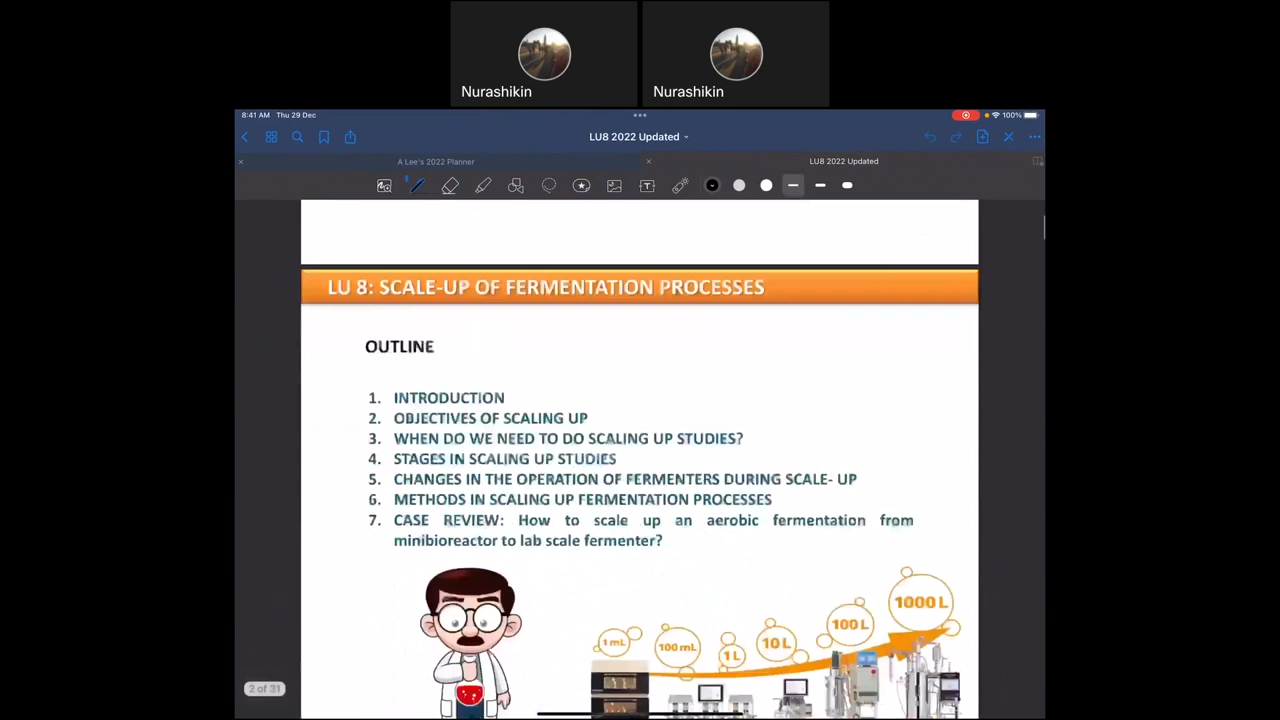 Nurashikin
Nurashikin
8:41 AM Thu 29 Dec
100%
LU8 2022 Updated
A Lee's 2022 Planner
LU8 2022 Updated
LU 8: SCALE-UP OF FERMENTATION PROCESSES
OUTLINE
1. INTRODUCTION
2. OBJECTIVES OF SCALING UP
3. WHEN DO WE NEED TO DO SCALING UP STUDIES?
4. STAGES IN SCALING UP STUDIES
5. CHANGES IN THE OPERATION OF FERMENTERS DURING SCALE- UP
6. METHODS IN SCALING UP FERMENTATION PROCESSES
7. CASE REVIEW: How to scale up an aerobic fermentation from
minibioreactor to lab scale fermenter?
1 mL
100 mL
1 L
10 L
100 L
1000 L
2 of 31